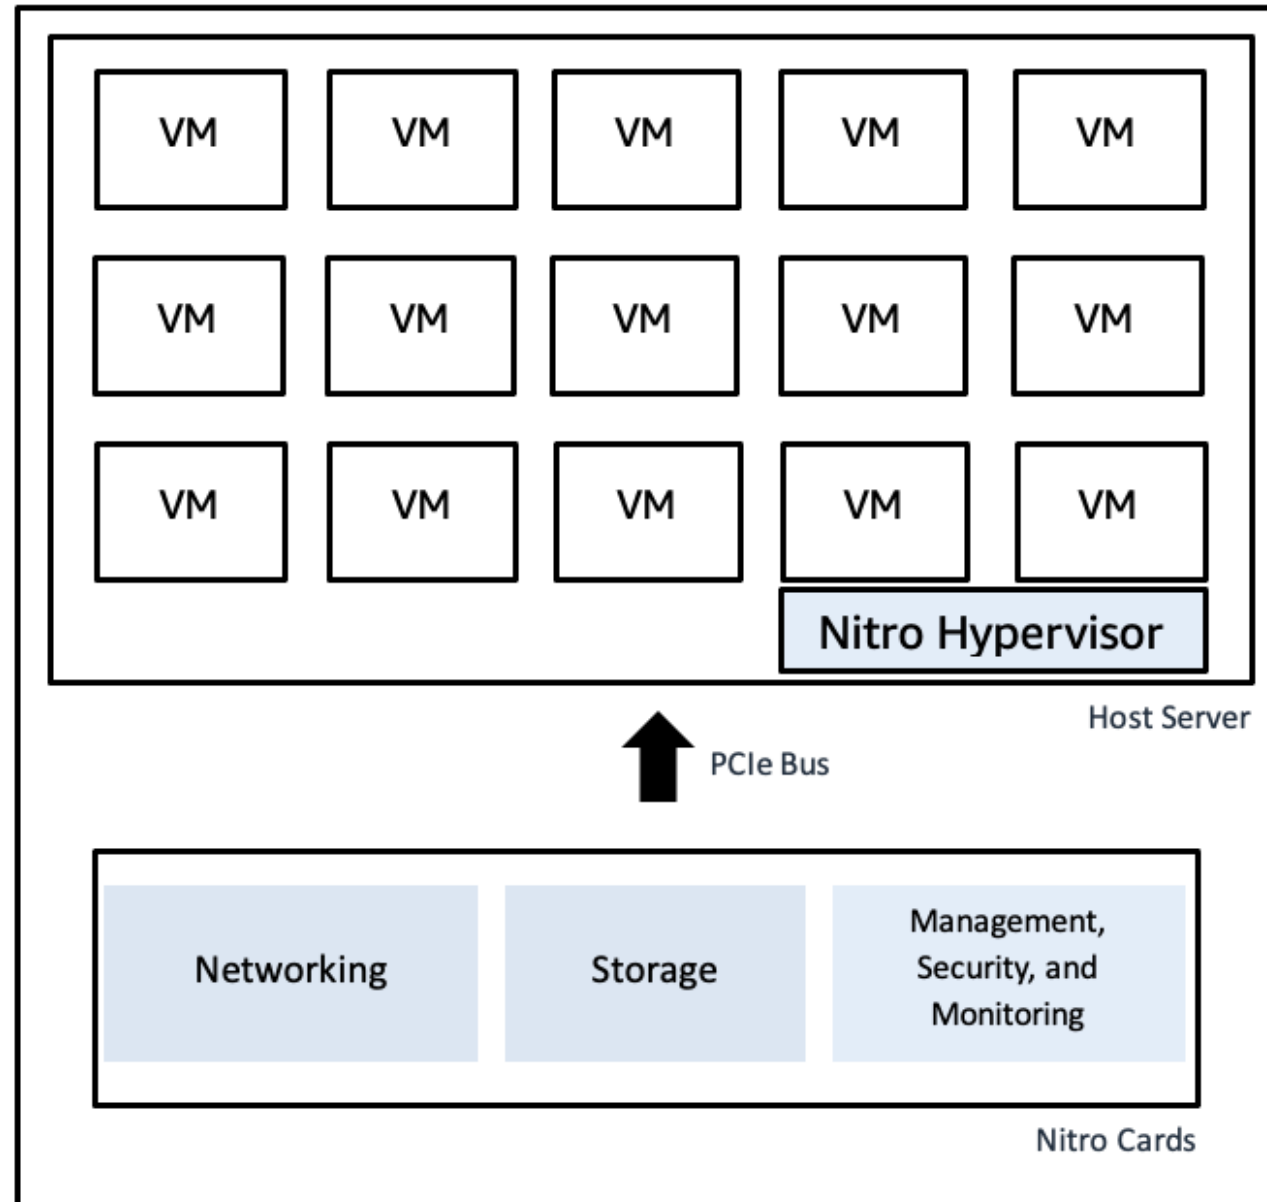 VM VM VM VM VM
VM VM VM VM VM
VM VM VM VM VM
Nitro Hypervisor
Host Server
PCIe Bus
Networking
Storage
Management,
Security, and
Monitoring
Nitro Cards